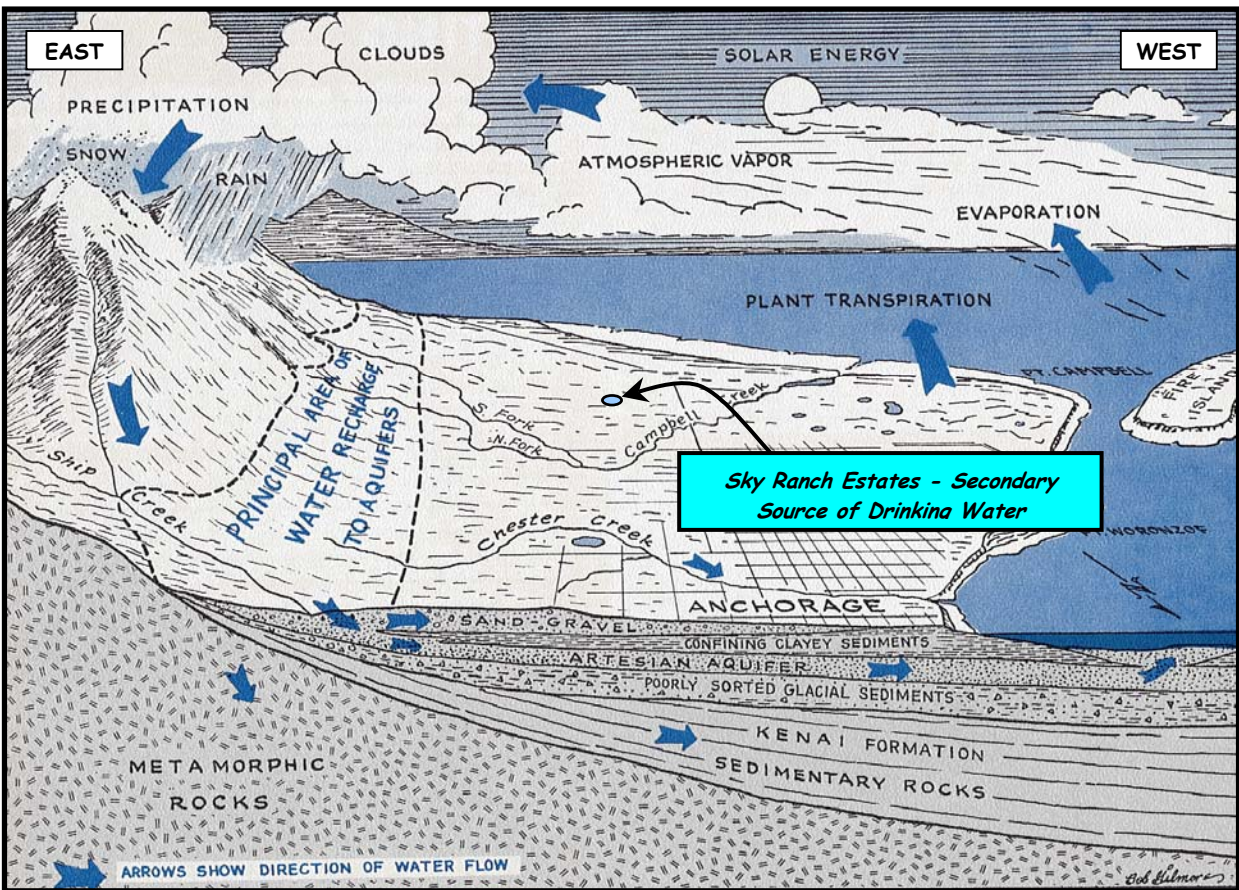 EAST
CLOUDS
SOLAR ENERGY
WEST
PRECIPITATION
SNOW
RAIN
ATMOSPHERIC VAPOR
EVAPORATION
PLANT TRANSPIRATION
PT. CAMPBELL
FIRE
ISLAND
PRINCIPAL AREA OF
WATER RECHARGE
TO AQUIFERS
S. Fork
N. Fork
Campbell Creek
Ship
Creek
Sky Ranch Estates - Secondary
Source of Drinkina Water
Chester Creek
WORONZOF
ANCHORAGE
SAND-GRAVEL
CONFINING CLAYEY SEDIMENTS
ARTESIAN AQUIFER
POORLY SORTED GLACIAL SEDIMENTS
KENAI FORMATION
SEDIMENTARY ROCKS
METAMORPHIC
ROCKS
ARROWS SHOW DIRECTION OF WATER FLOW
Bob Gilmore